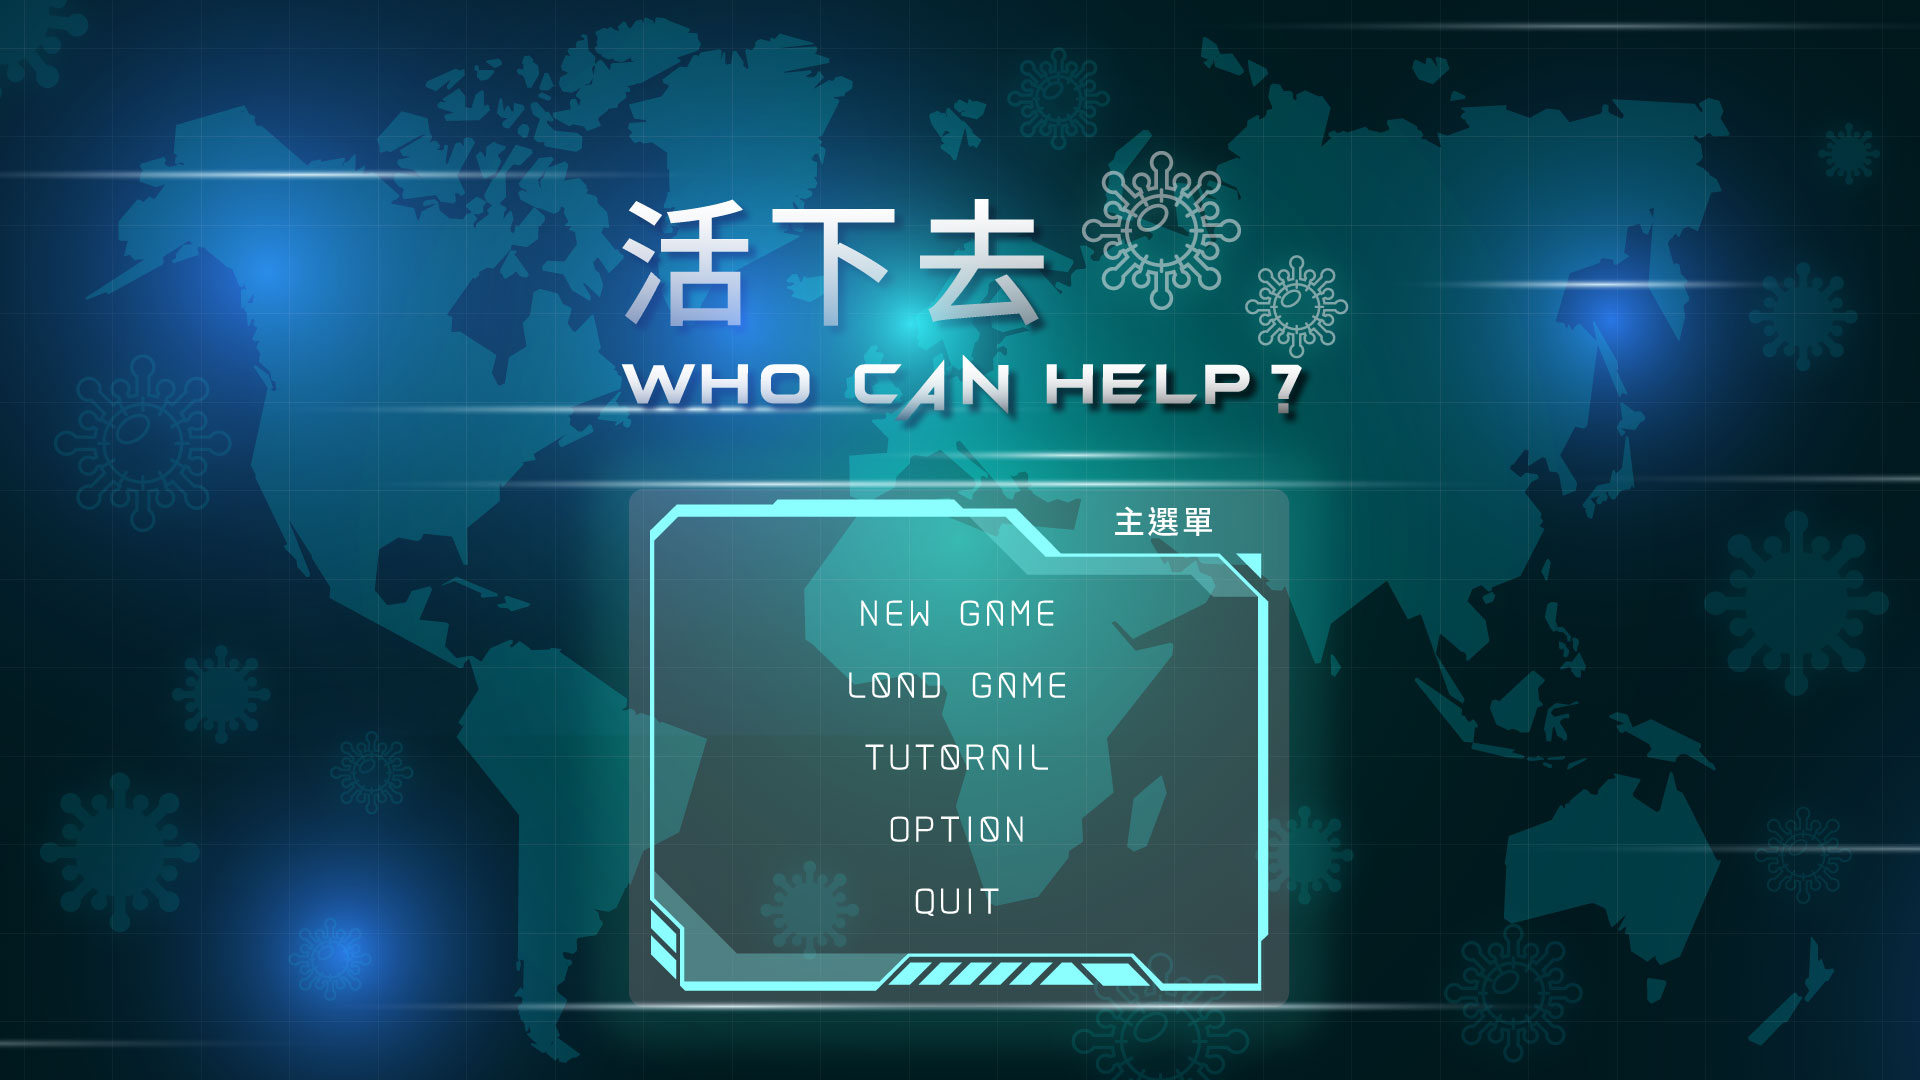 活下去
WHO CAN HELP?
主選單
NEW GAME
LOAD GAME
TUTORAIL
OPTION
QUIT